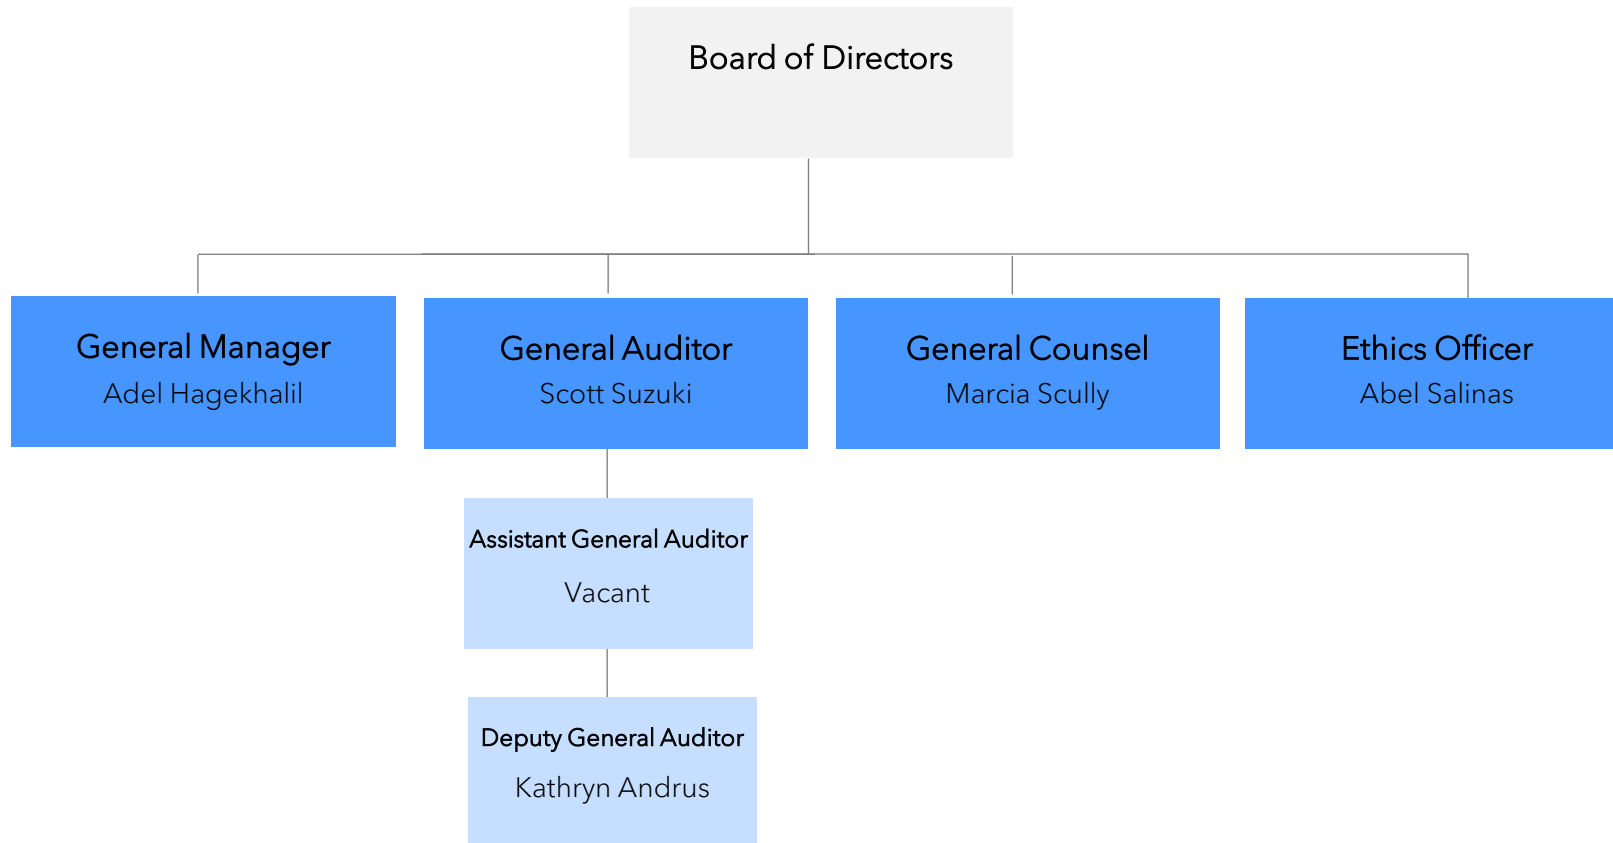 Board of Directors
General Manager
Adel Hagekhalil
General Auditor
Scott Suzuki
General Counsel
Marcia Scully
Ethics Officer
Abel Salinas
Assistant General Auditor
Vacant
Deputy General Auditor
Kathryn Andrus